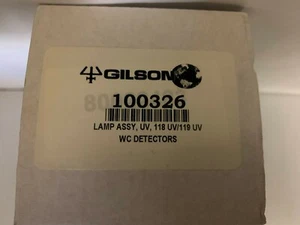 GILSON
100326
LAMP ASSY, UV, 118 UV/119 UV
WC DETECTORS